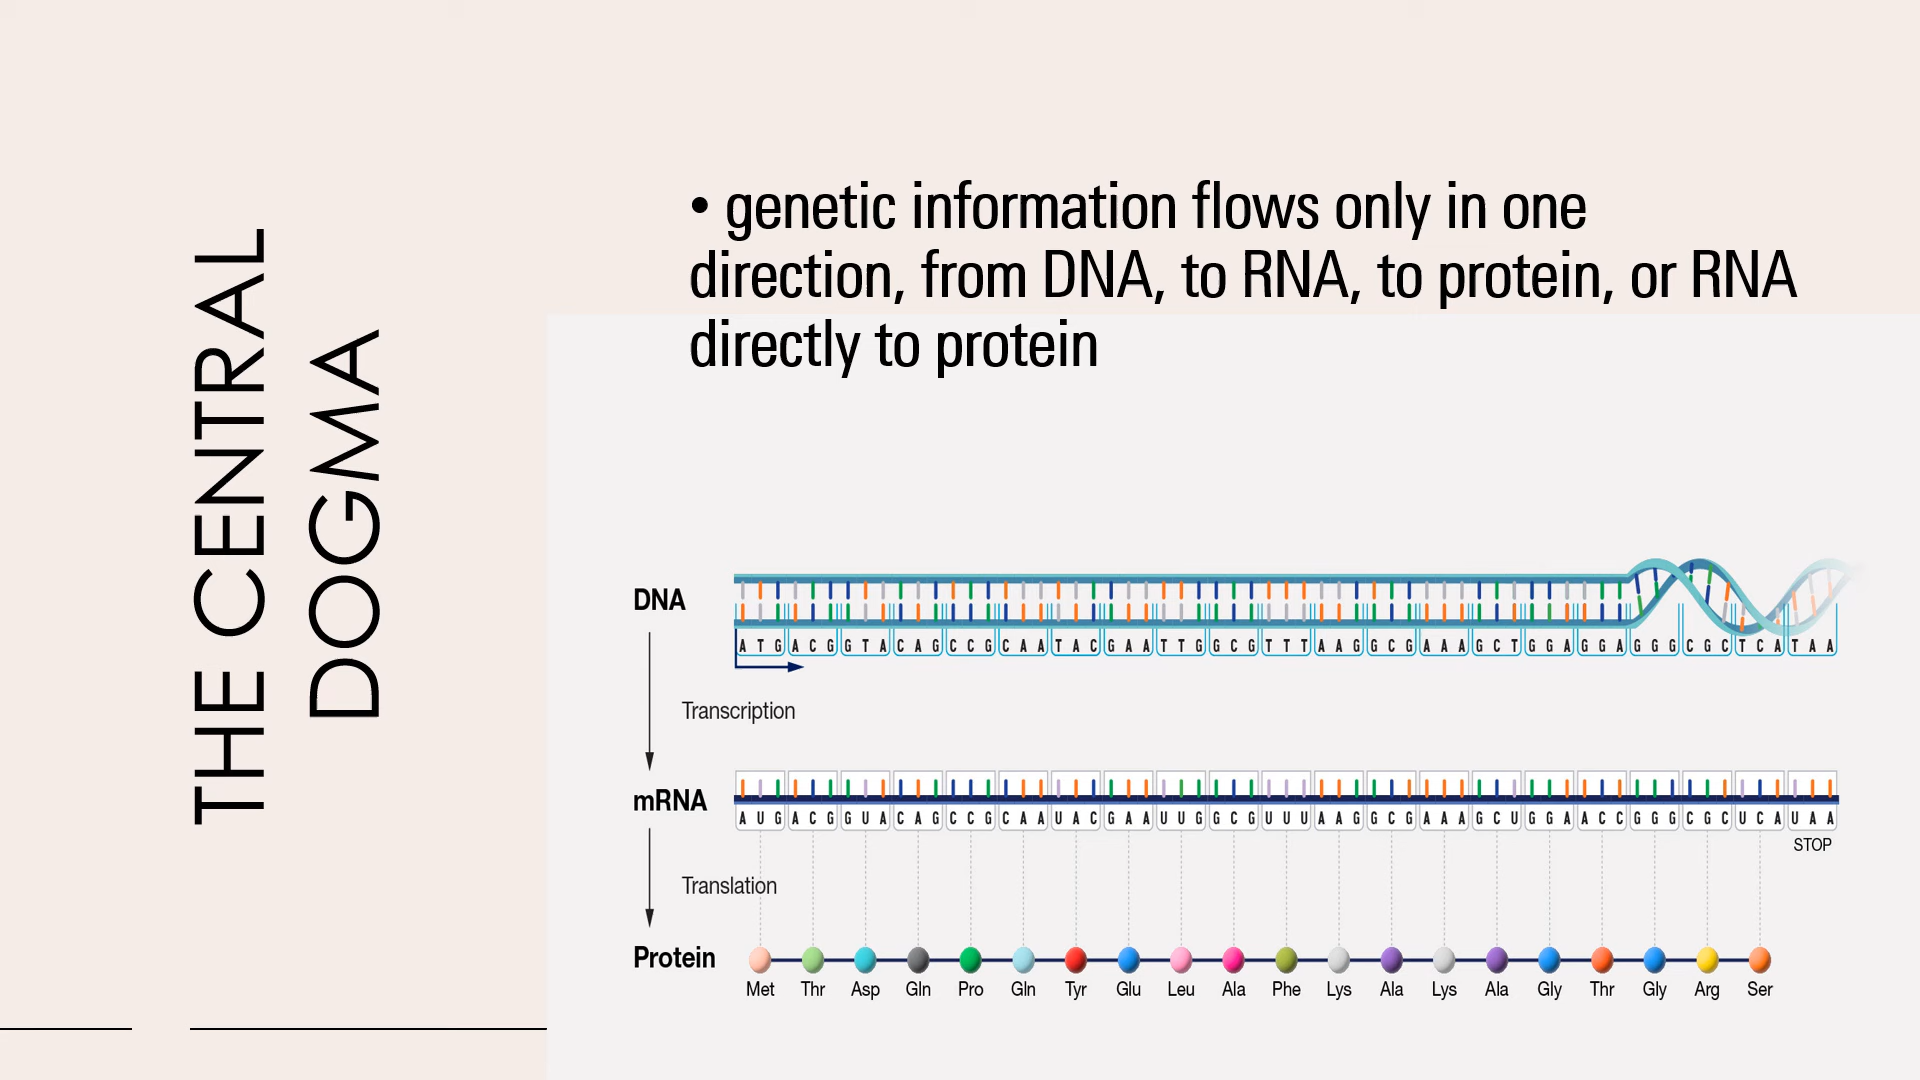 THE CENTRAL
DOGMA
• genetic information flows only in one
direction, from DNA, to RNA, to protein, or RNA
directly to protein
DNA
A T G A C G G T A C A G C C G C A A T A C G A A T T G G C G T T T A A G G C G A A A G C T G G A G G A G G G C G C T C A T A A
Transcription
mRNA
A U G A C G G U A C A G C C G C A A U A C G A A U U G G C G U U U A A G G C G A A A G C U G G A A C C G G G C G C U C A U A A
STOP
Translation
Protein
Met Thr Asp Gln Pro Gln Tyr Glu Leu Ala Phe Lys Ala Lys Ala Gly Thr Gly Arg Ser